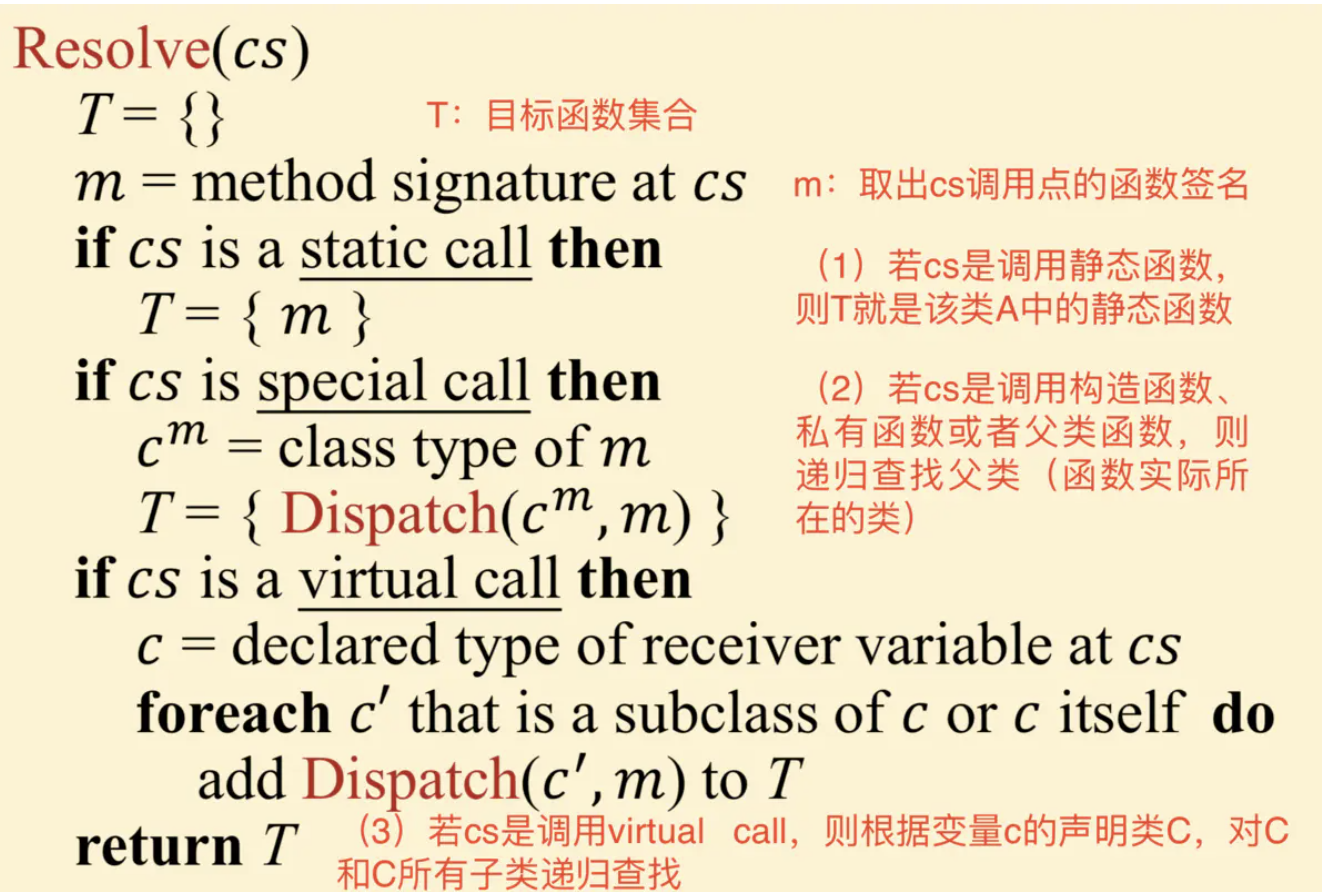 Resolve(cs)
T = {}
T：目标函数集合
m = method signature at cs
m：取出cs调用点的函数签名
if cs is a static call then
T = { m }
（1）若cs是调用静态函数，
则T就是该类A中的静态函数
if cs is special call then
c^m = class type of m
T = { Dispatch(c^m, m) }
（2）若cs是调用构造函数、
私有函数或者父类函数，则
递归查找父类（函数实际所
在的类）
if cs is a virtual call then
c = declared type of receiver variable at cs
foreach c′ that is a subclass of c or c itself do
add Dispatch(c′, m) to T
return T
（3）若cs是调用virtual call，则根据变量c的声明类C，对C
和C所有子类递归查找